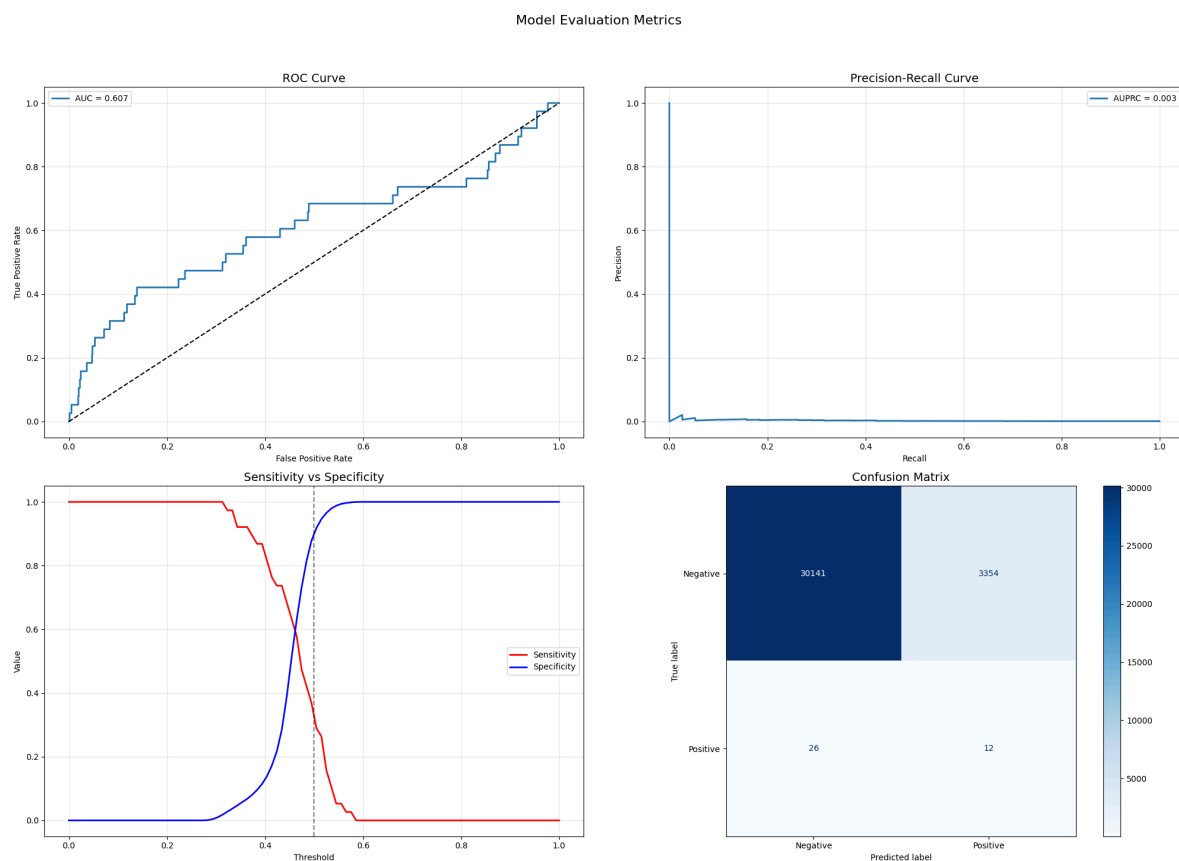 Model Evaluation Metrics
ROC Curve
AUC = 0.607
True Positive Rate
1.0
0.8
0.6
0.4
0.2
0.0
0.0 0.2 0.4 0.6 0.8 1.0
False Positive Rate
Precision-Recall Curve
AUPRC = 0.003
Precision
1.0
0.8
0.6
0.4
0.2
0.0
0.0 0.2 0.4 0.6 0.8 1.0
Recall
Sensitivity vs Specificity
Value
1.0
0.8
0.6
0.4
0.2
0.0
Sensitivity
Specificity
0.0 0.2 0.4 0.6 0.8 1.0
Threshold
Confusion Matrix
True label
Negative 30141 3354
Positive 26 12
Negative Positive
Predicted label
30000
25000
20000
15000
10000
5000